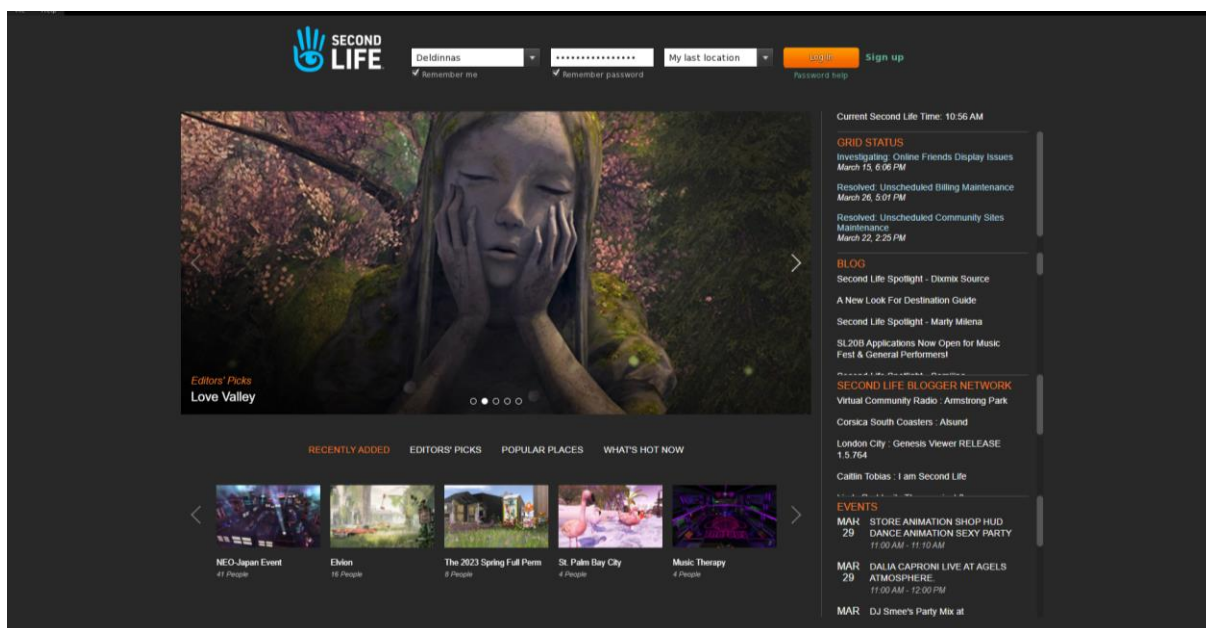 SECOND
LIFE
Deldinnas
My last location
Log In
Sign up
Remember me
Remember password
Password help
Editors' Picks
Love Valley
RECENTLY ADDED
EDITORS' PICKS
POPULAR PLACES
WHAT'S HOT NOW
NEO-Japan Event
41 People
Elvion
16 People
The 2023 Spring Full Perm
8 People
St. Palm Bay City
4 People
Music Therapy
4 People
Current Second Life Time: 10:56 AM
GRID STATUS
Investigating: Online Friends Display Issues
March 15, 6:06 PM
Resolved: Unscheduled Billing Maintenance
March 26, 5:01 PM
Resolved: Unscheduled Community Sites
Maintenance
March 22, 2:25 PM
BLOG
Second Life Spotlight - Dixmix Source
A New Look For Destination Guide
Second Life Spotlight - Marty Milena
SL20B Applications Now Open for Music
Fest & General Performers!
SECOND LIFE BLOGGER NETWORK
Virtual Community Radio : Armstrong Park
Corsica South Coasters : Alsund
London City : Genesis Viewer RELEASE
1.5.764
Caitlin Tobias : I am Second Life
EVENTS
MAR 29
STORE ANIMATION SHOP HUD
DANCE ANIMATION SEXY PARTY
11:00 AM - 11:10 AM
MAR 29
DALIA CAPRONI LIVE AT AGELS
ATMOSPHERE.
11:00 AM - 12:00 PM
MAR
DJ Smee's Party Mix at